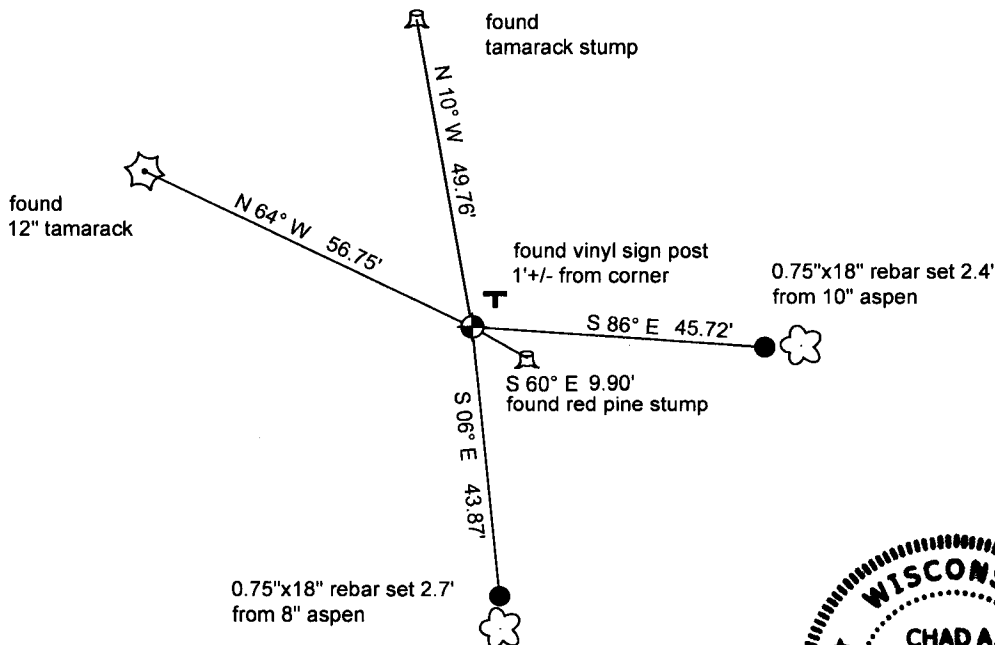 found
tamarack stump
N 10° W 49.76'
found
12" tamarack
N 64° W 56.75'
found vinyl sign post
1'+/- from corner
0.75"x18" rebar set 2.4'
from 10" aspen
S 86° E 45.72'
S 60° E 9.90'
found red pine stump
S 06° E 43.87'
0.75"x18" rebar set 2.7'
from 8" aspen
WISCONS
CHAD A.